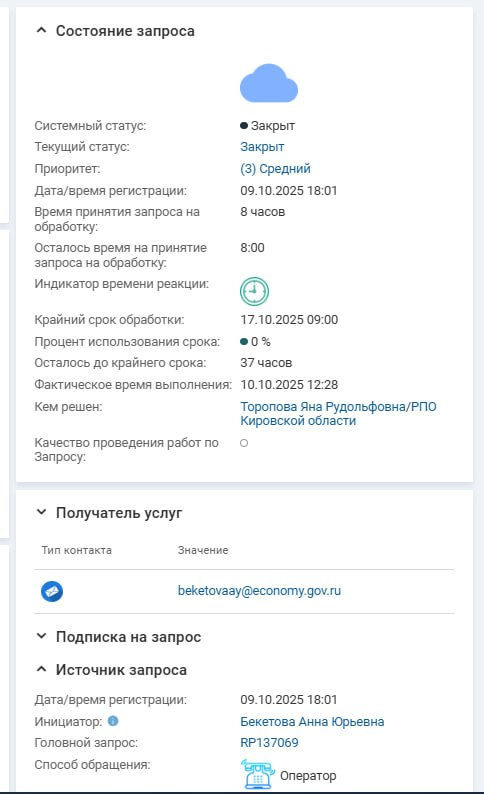 Состояние запроса
Системный статус: Закрыт
Текущий статус: Закрыт
Приоритет: (3) Средний
Дата/время регистрации: 09.10.2025 18:01
Время принятия запроса на 8 часов
обработку:
Осталось время на принятие 8:00
запроса на обработку:
Индикатор времени реакции:
Крайний срок обработки: 17.10.2025 09:00
Процент использования срока: 0 %
Осталось до крайнего срока: 37 часов
Фактическое время выполнения: 10.10.2025 12:28
Кем решен: Торопова Яна Рудольфовна/РПО
Кировской области
Качество проведения работ по
Запросу:
Получатель услуг
Тип контакта Значение
beketovaay@economy.gov.ru
Подписка на запрос
Источник запроса
Дата/время регистрации: 09.10.2025 18:01
Инициатор: Бекетова Анна Юрьевна
Головной запрос: RP137069
Способ обращения: Оператор